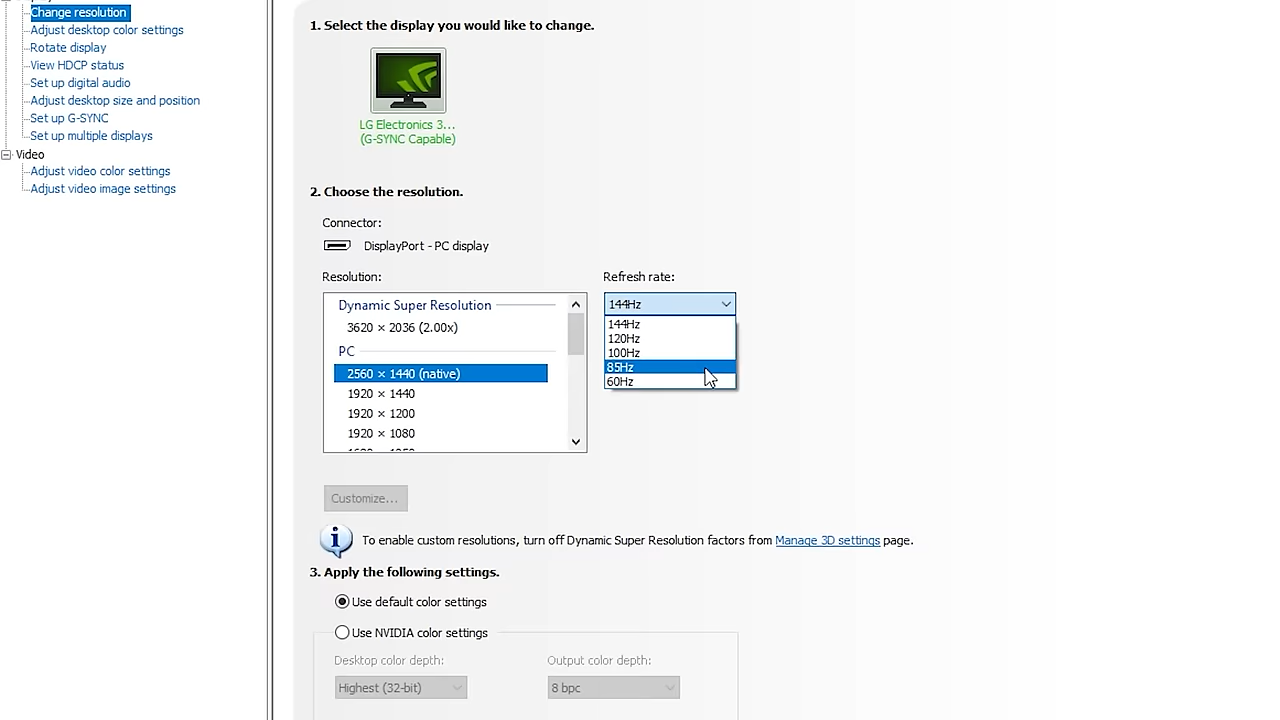 Change resolution
Adjust desktop color settings
Rotate display
View HDCP status
Set up digital audio
Adjust desktop size and position
Set up G-SYNC
Set up multiple displays
Video
Adjust video color settings
Adjust video image settings
1. Select the display you would like to change.
LG Electronics 3...
(G-SYNC Capable)
2. Choose the resolution.
Connector:
DisplayPort - PC display
Resolution:
Dynamic Super Resolution
3620 × 2036 (2.00x)
PC
2560 × 1440 (native)
1920 × 1440
1920 × 1200
1920 × 1080
Refresh rate:
144Hz
144Hz
120Hz
100Hz
85Hz
60Hz
Customize...
To enable custom resolutions, turn off Dynamic Super Resolution factors from Manage 3D settings page.
3. Apply the following settings.
Use default color settings
Use NVIDIA color settings
Desktop color depth:
Highest (32-bit)
Output color depth:
8 bpc